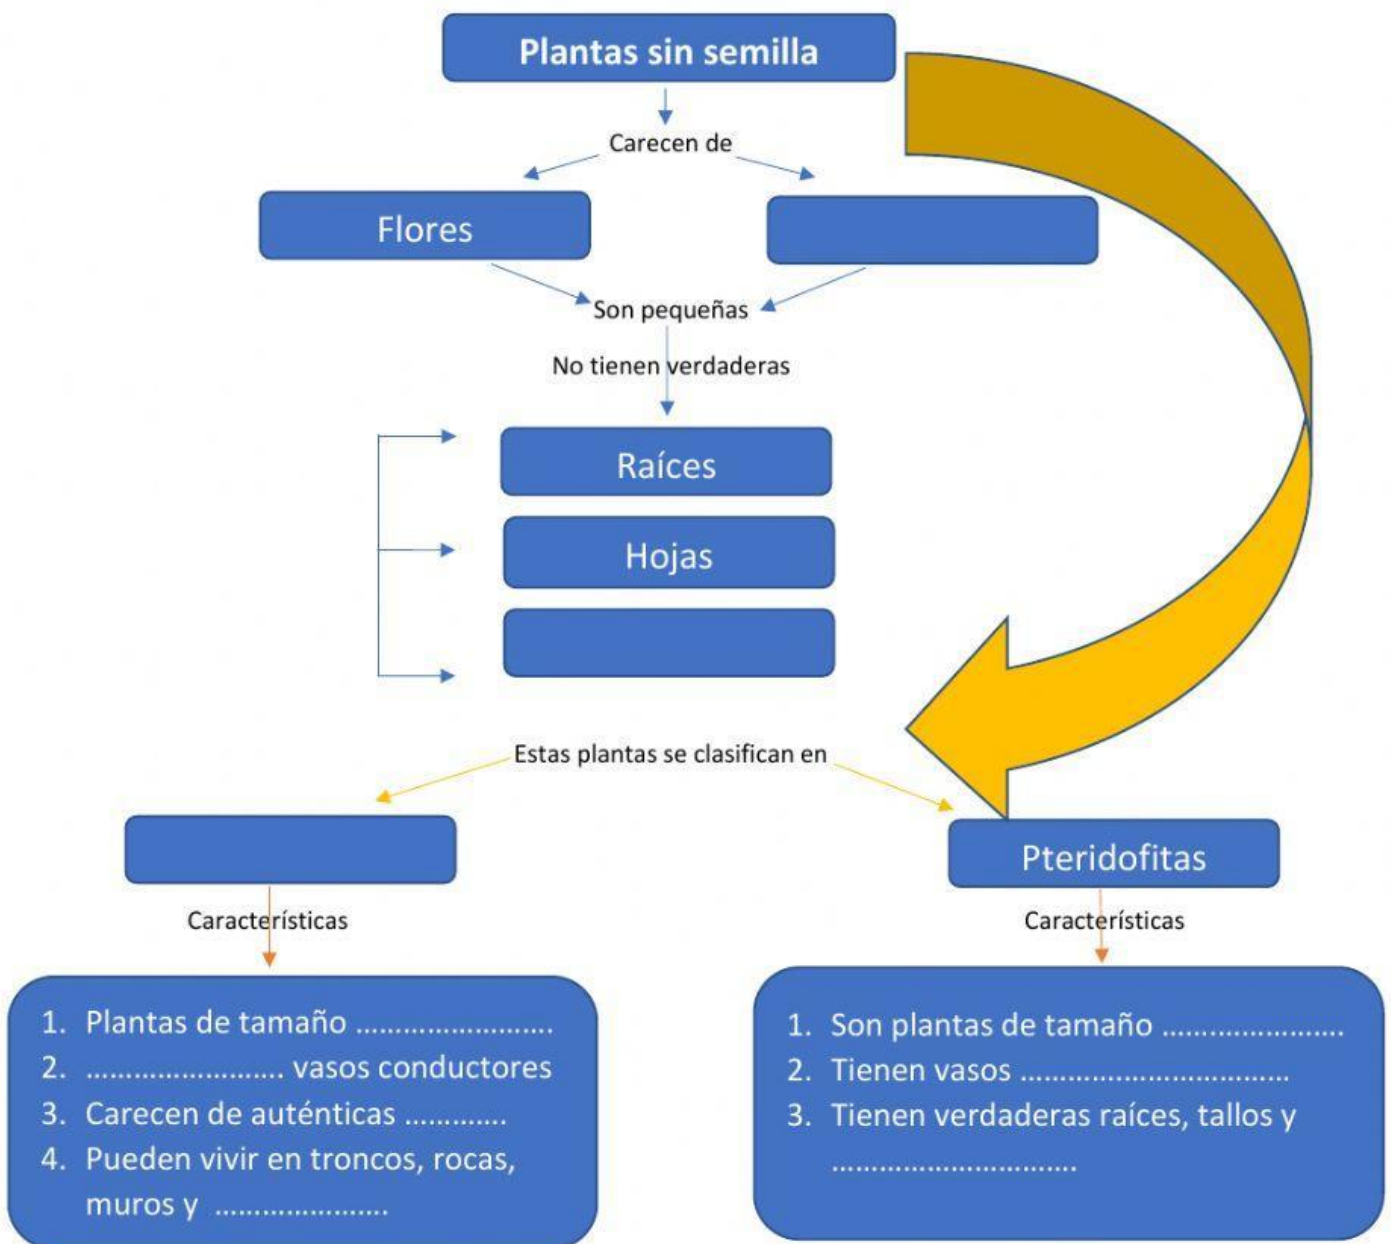 Plantas sin semilla
Carecen de
Flores
Son pequeñas
No tienen verdaderas
Raíces
Hojas
Estas plantas se clasifican en
Pteridofitas
Características
Características
1. Plantas de tamaño ..........................
2. .......................... vasos conductores
3. Carecen de auténticas .............
4. Pueden vivir en troncos, rocas,
muros y ......................
1. Son plantas de tamaño ........................
2. Tienen vasos ...................................
3. Tienen verdaderas raíces, tallos y
................................